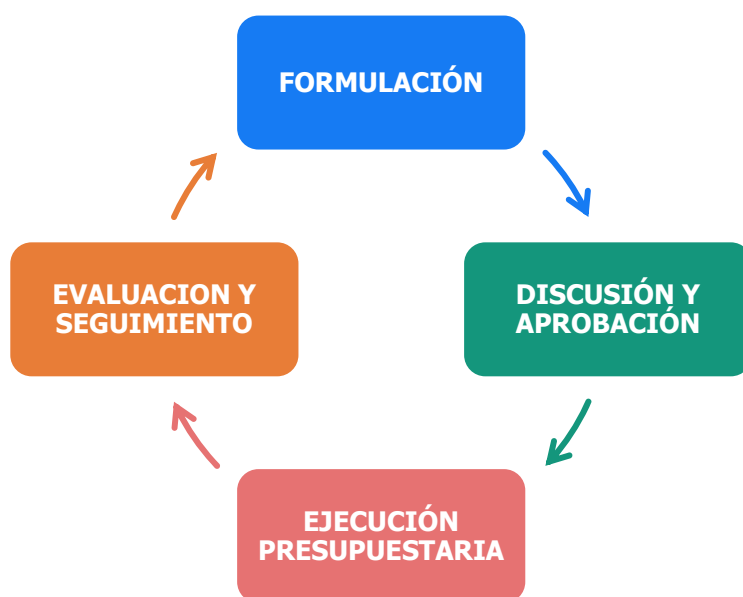 FORMULACIÓN
DISCUSIÓN Y
APROBACIÓN
EJECUCIÓN
PRESUPUESTARIA
EVALUACION Y
SEGUIMIENTO